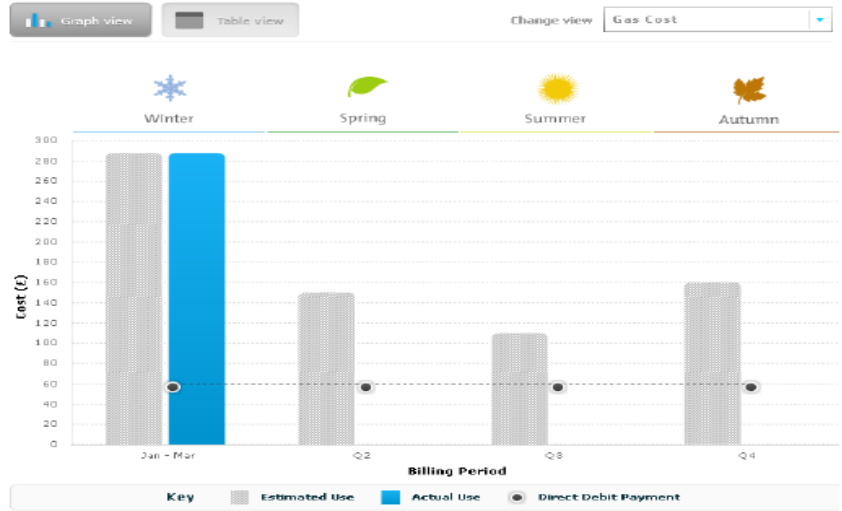 Graph view
Table view
Change view
Gas Cost
Winter
Spring
Summer
Autumn
300
280
260
240
220
200
180
160
140
120
100
80
60
40
20
0
Cost (£)
Jan - Mar
Q2
Q3
Q4
Billing Period
Key
Estimated Use
Actual Use
Direct Debit Payment